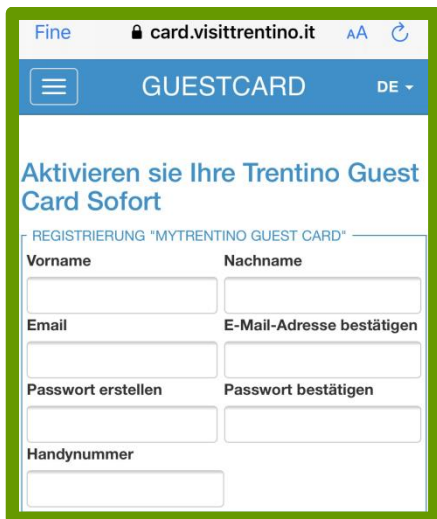 Fine card.visittrentino.it AA
GUESTCARD DE
Aktivieren sie Ihre Trentino Guest
Card Sofort
REGISTRIERUNG "MYTRENTINO GUEST CARD"
Vorname Nachname
Email E-Mail-Adresse bestätigen
Passwort erstellen Passwort bestätigen
Handynummer